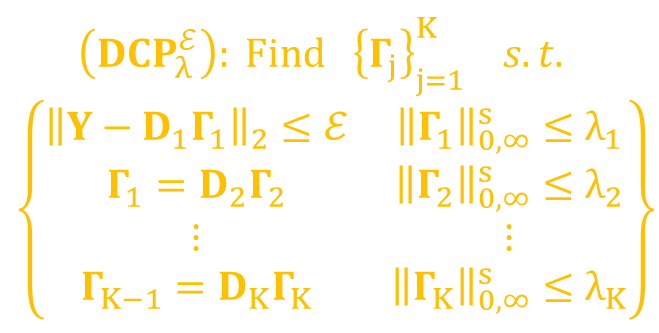 (DCP_λ^ℰ): Find {Γ_j}_{j=1}^K s.t.
‖Y − D_1Γ_1‖_2 ≤ ℰ ‖Γ_1‖_{0,∞}^s ≤ λ_1
Γ_1 = D_2Γ_2 ‖Γ_2‖_{0,∞}^s ≤ λ_2
⋮ ⋮
Γ_{K−1} = D_KΓ_K ‖Γ_K‖_{0,∞}^s ≤ λ_K